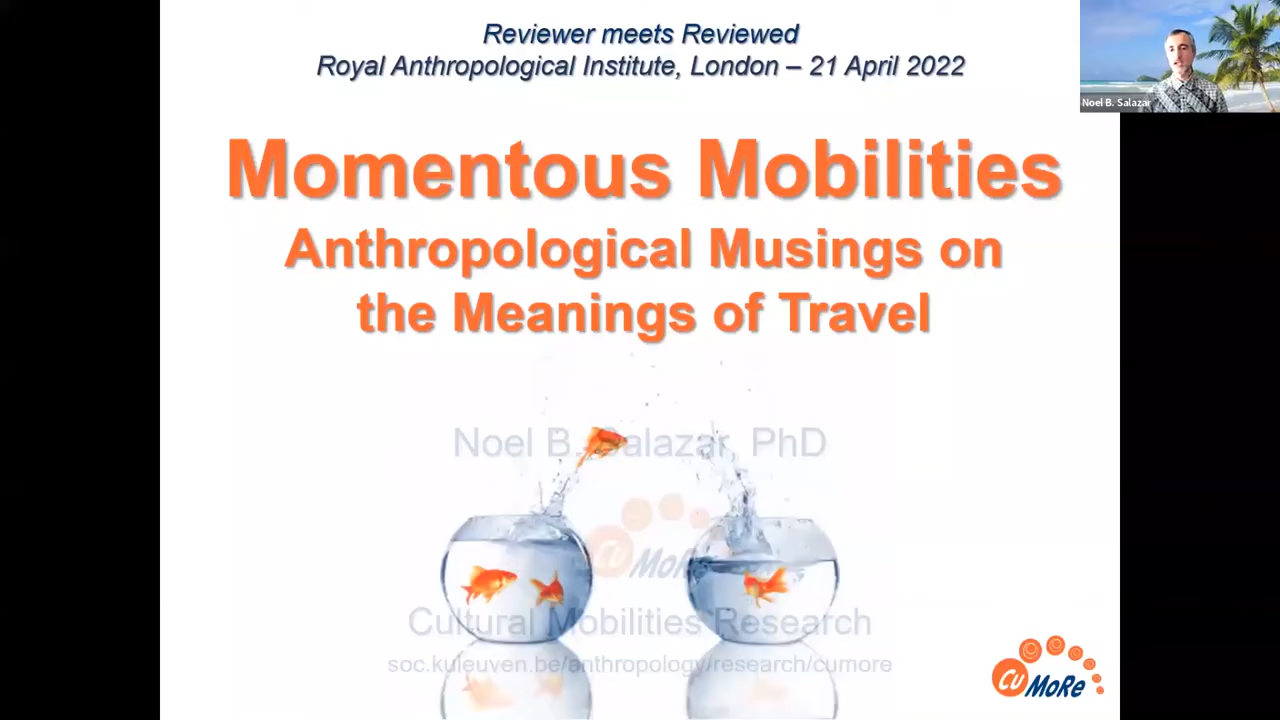 Reviewer meets Reviewed
Royal Anthropological Institute, London – 21 April 2022
Noel B. Salazar
Momentous Mobilities
Anthropological Musings on
the Meanings of Travel
Noel B. Salazar, PhD
CuMoRe
Cultural Mobilities Research
soc.kuleuven.be/anthropology/research/cumore
CuMoRe